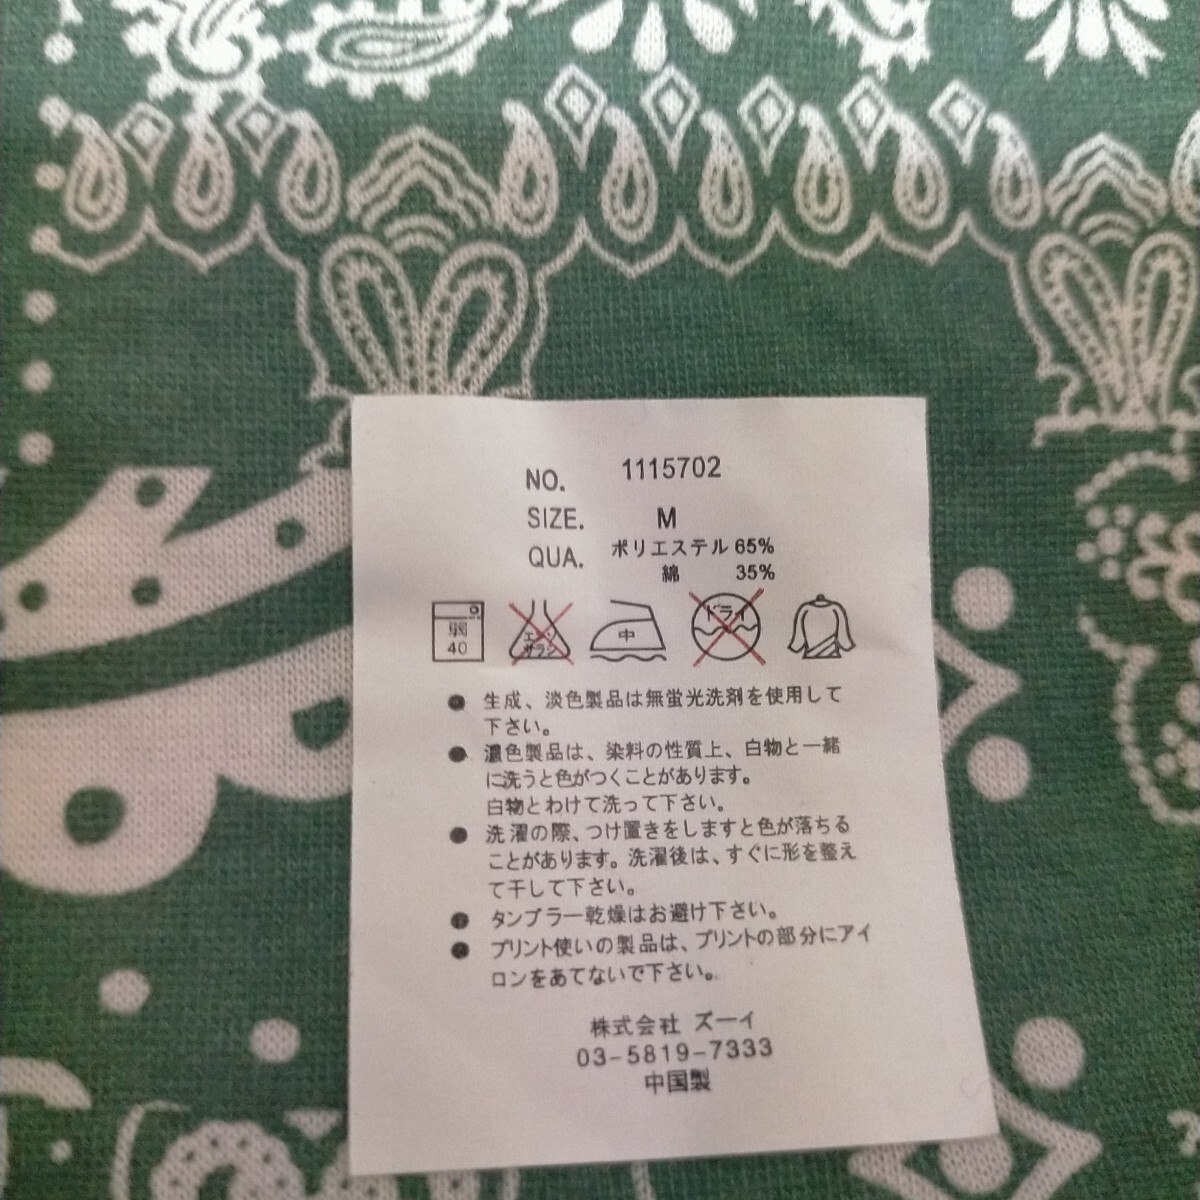 NO. 1115702
SIZE. M
QUA. ポリエステル 65%
綿 35%
弱 40 エンソ サラシ 中 ドライ
● 生成、淡色製品は無蛍光洗剤を使用して
下さい。
● 濃色製品は、染料の性質上、白物と一緒
に洗うと色がつくことがあります。
白物とわけて洗って下さい。
● 洗濯の際、つけ置きをしますと色が落ちる
ことがあります。洗濯後は、すぐに形を整え
て干して下さい。
● タンブラー乾燥はお避け下さい。
● プリント使いの製品は、プリントの部分にアイ
ロンをあてないで下さい。
株式会社 ズーイ
03-5819-7333
中国製